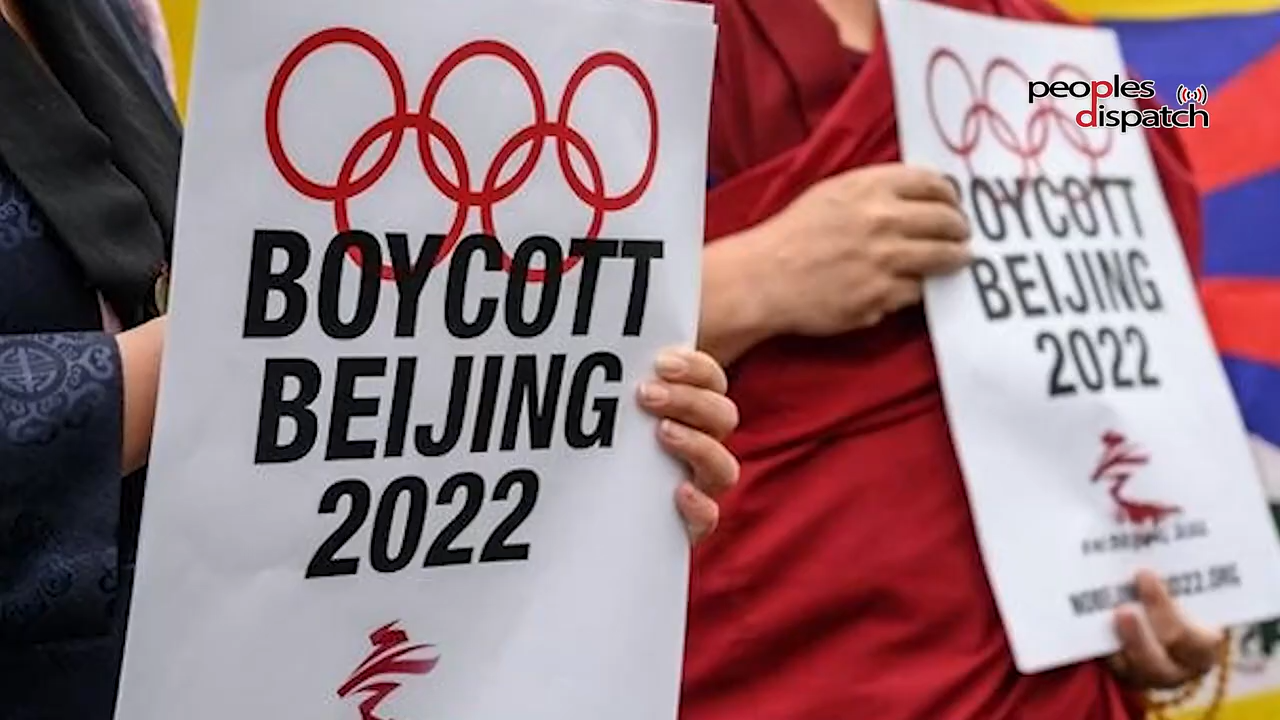 BOYCOTT
BEIJING
2022
peoples
dispatch
BOYCOTT
BEIJING
2022